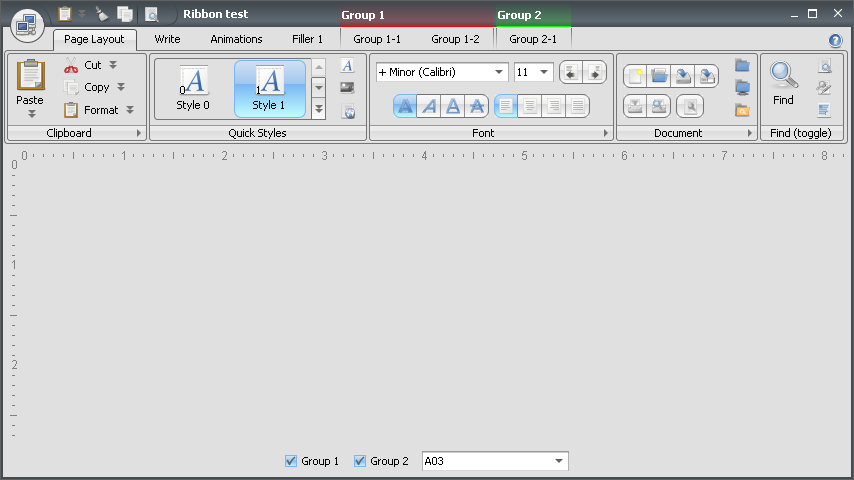 Ribbon test Group 1 Group 2
Page Layout Write Animations Filler 1 Group 1-1 Group 1-2 Group 2-1
Paste
Cut
Copy
Format
Clipboard
0 A
Style 0
1 A
Style 1
Quick Styles
+ Minor (Calibri) 11
A A A A
Font
Document
Find
Find (toggle)
0 1 2 3 4 5 6 7 8
0
1
2
Group 1 Group 2 A03